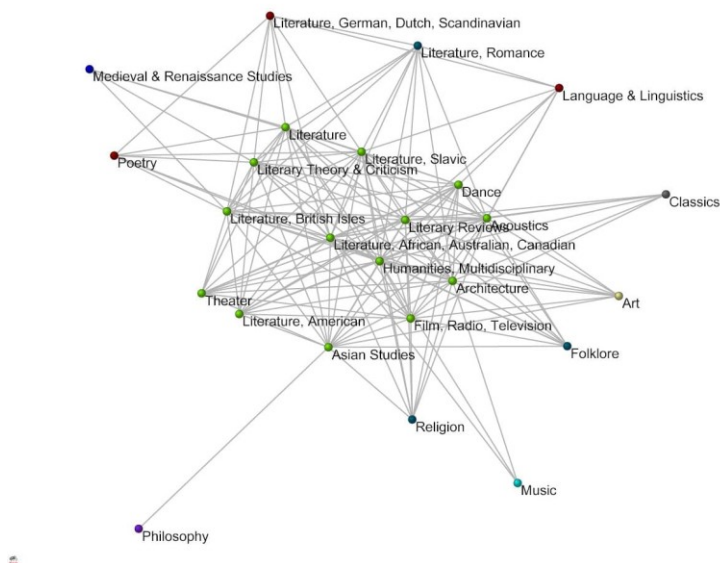 Literature, German, Dutch, Scandinavian
Literature, Romance
Medieval & Renaissance Studies
Language & Linguistics
Literature
Literature, Slavic
Poetry
Literary Theory & Criticism
Dance
Classics
Literature, British Isles
Literary Reviews
Acoustics
Literature, African, Australian, Canadian
Humanities, Multidisciplinary
Architecture
Theater
Art
Literature, American
Film, Radio, Television
Asian Studies
Folklore
Religion
Music
Philosophy